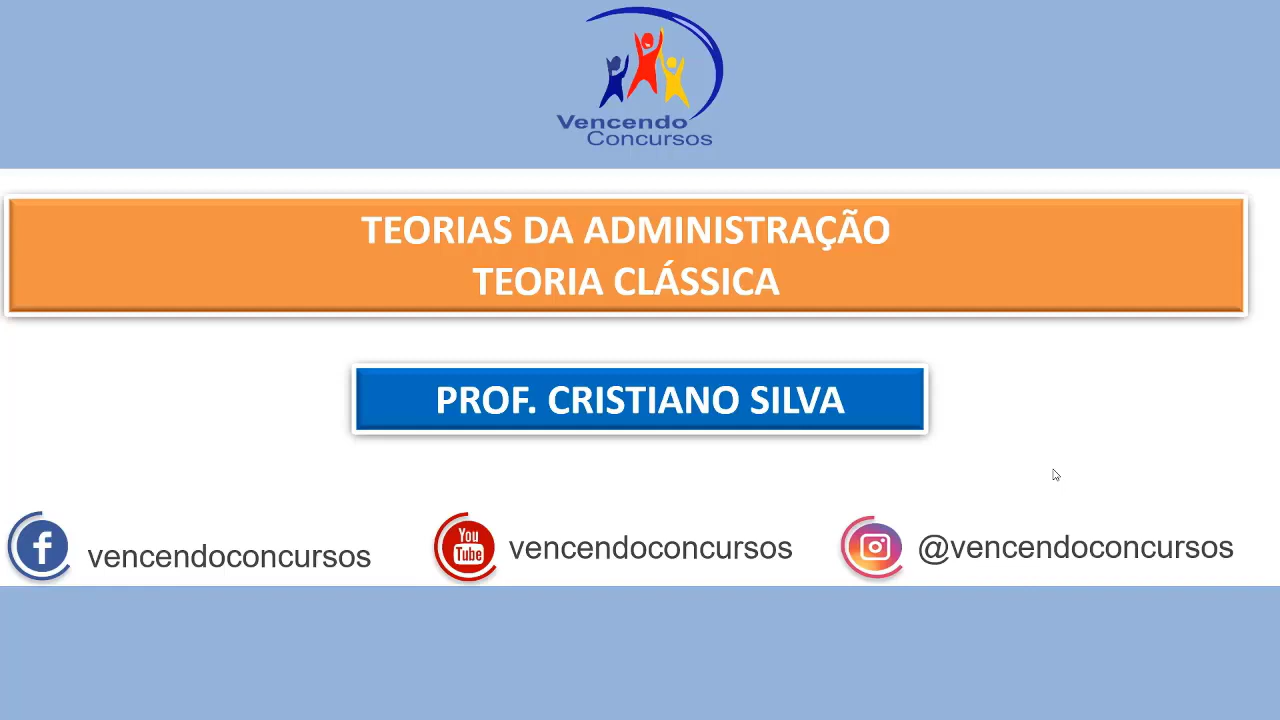 Vencendo
Concursos
TEORIAS DA ADMINISTRAÇÃO
TEORIA CLÁSSICA
PROF. CRISTIANO SILVA
vencendoconcursos
You
Tube
vencendoconcursos
@vencendoconcursos